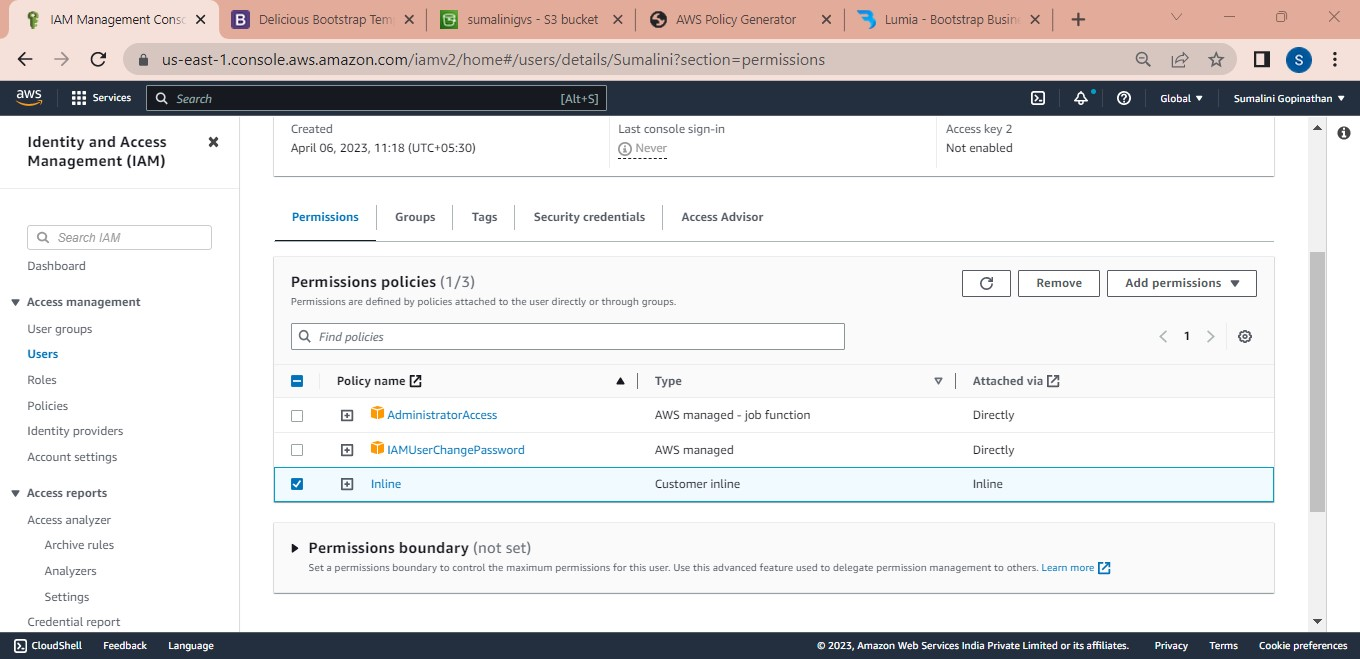 IAM Management Conso
Delicious Bootstrap Tem
sumalinigvs - S3 bucket
AWS Policy Generator
Lumia - Bootstrap Busin
us-east-1.console.aws.amazon.com/iamv2/home#/users/details/Sumalini?section=permissions
S
aws
Services
Search
[Alt+S]
Global
Sumalini Gopinathan
Identity and Access
Management (IAM)
Search IAM
Dashboard
Access management
User groups
Users
Roles
Policies
Identity providers
Account settings
Access reports
Access analyzer
Archive rules
Analyzers
Settings
Credential report
Created
April 06, 2023, 11:18 (UTC+05:30)
Last console sign-in
Never
Access key 2
Not enabled
Permissions
Groups
Tags
Security credentials
Access Advisor
Permissions policies (1/3)
Permissions are defined by policies attached to the user directly or through groups.
Remove
Add permissions
Find policies
1
Policy name
Type
Attached via
AdministratorAccess
AWS managed - job function
Directly
IAMUserChangePassword
AWS managed
Directly
Inline
Customer inline
Inline
Permissions boundary (not set)
Set a permissions boundary to control the maximum permissions for this user. Use this advanced feature used to delegate permission management to others. Learn more
CloudShell
Feedback
Language
© 2023, Amazon Web Services India Private Limited or its affiliates.
Privacy
Terms
Cookie preferences